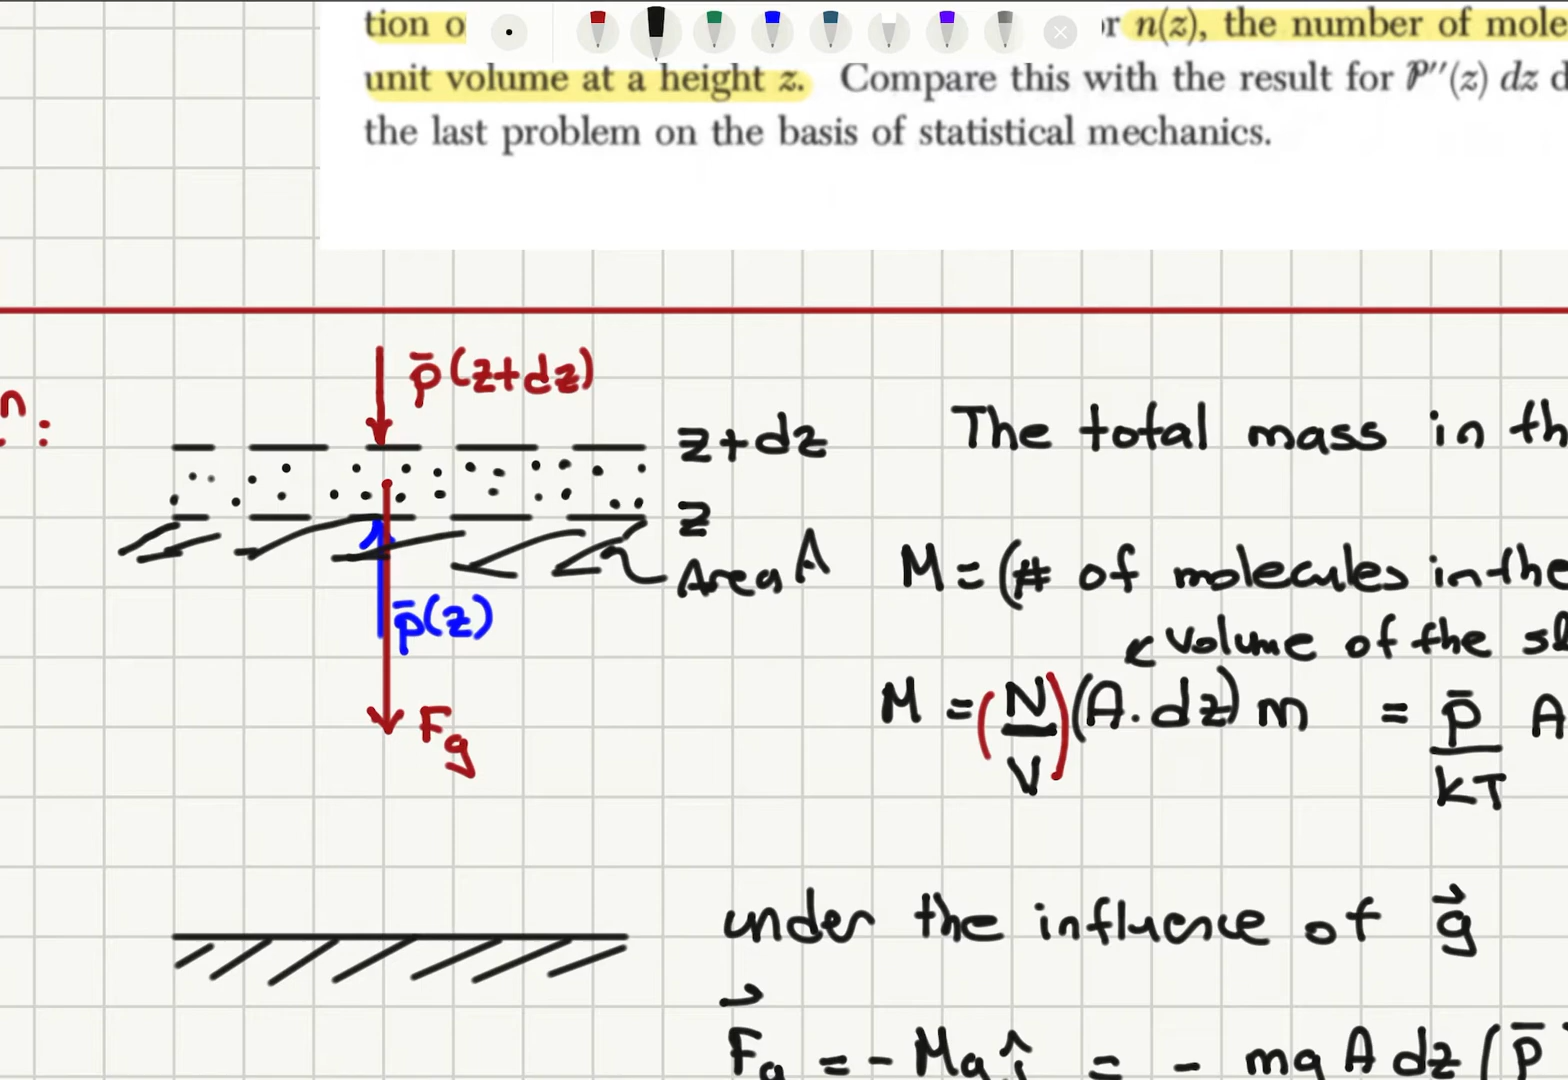 tion o r n(z), the number of mole
unit volume at a height z. Compare this with the result for P''(z) dz d
the last problem on the basis of statistical mechanics.
n:
p̄(z+dz)
z+dz
z
Area A
p̄(z)
F_g
The total mass in th
M = (# of molecules in the
volume of the sl
M = (N/V)(A.dz) m = p̄/kT A
under the influence of g⃗
F⃗_g = - Mg ĵ = - mg A dz (p̄